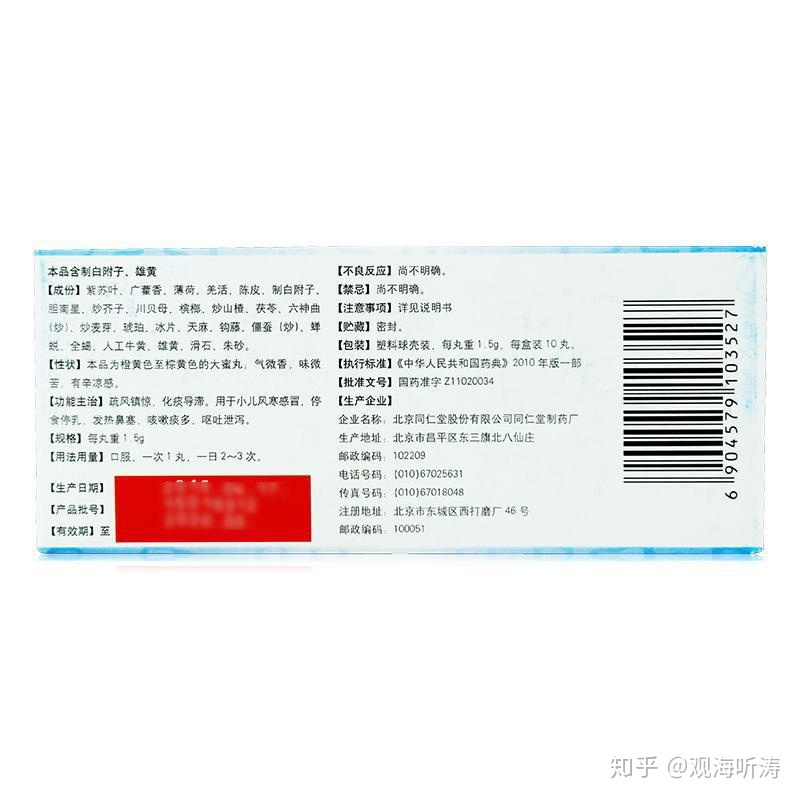 本品含制白附子、雄黄
【成份】紫苏叶、广藿香、薄荷、羌活、陈皮、制白附子、
胆南星、炒芥子、川贝母、槟榔、炒山楂、茯苓、六神曲
(炒)、炒麦芽、琥珀、冰片、天麻、钩藤、僵蚕（炒)、蝉
蜕、全蝎、人工牛黄、雄黄、滑石、朱砂。
【性状】本品为橙黄色至棕黄色的大蜜丸；气微香，味微
苦、有辛凉感。
【功能主治】疏风镇惊，化痰导滞。用于小儿风寒感冒，停
食停乳，发热鼻塞，咳嗽痰多，呕吐泄泻。
【规格】每丸重1.5g
【用法用量】口服。一次1丸，一日2～3次。
【生产日期】
【产品批号】
【有效期】至
【不良反应】尚不明确。
【禁忌】尚不明确。
【注意事项】详见说明书
【贮藏】密封。
【包装】塑料球壳装，每丸重1.5g，每盒装10丸。
【执行标准】《中华人民共和国药典》2010年版一部
【批准文号】国药准字Z11020034
【生产企业】
企业名称：北京同仁堂股份有限公司同仁堂制药厂
生产地址：北京市昌平区东三旗北八仙庄
邮政编码：102209
电话号码：(010)67025631
传真号码：(010)67018048
注册地址：北京市东城区西打磨厂46号
邮政编码：100051
6904579103527
知乎 @观海听涛